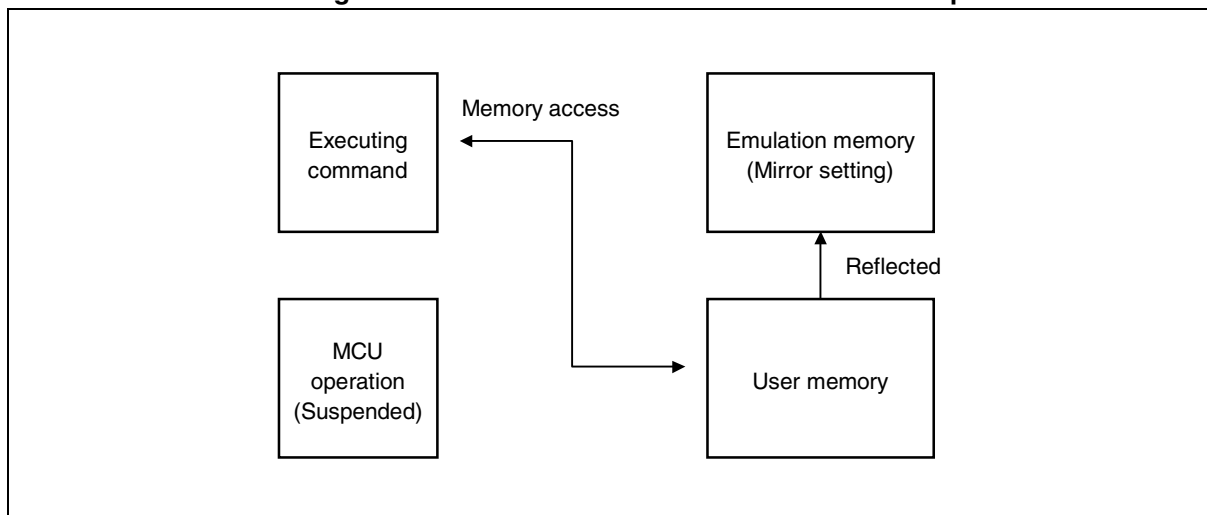 Executing
command
Memory access
Emulation memory
(Mirror setting)
Reflected
MCU
operation
(Suspended)
User memory